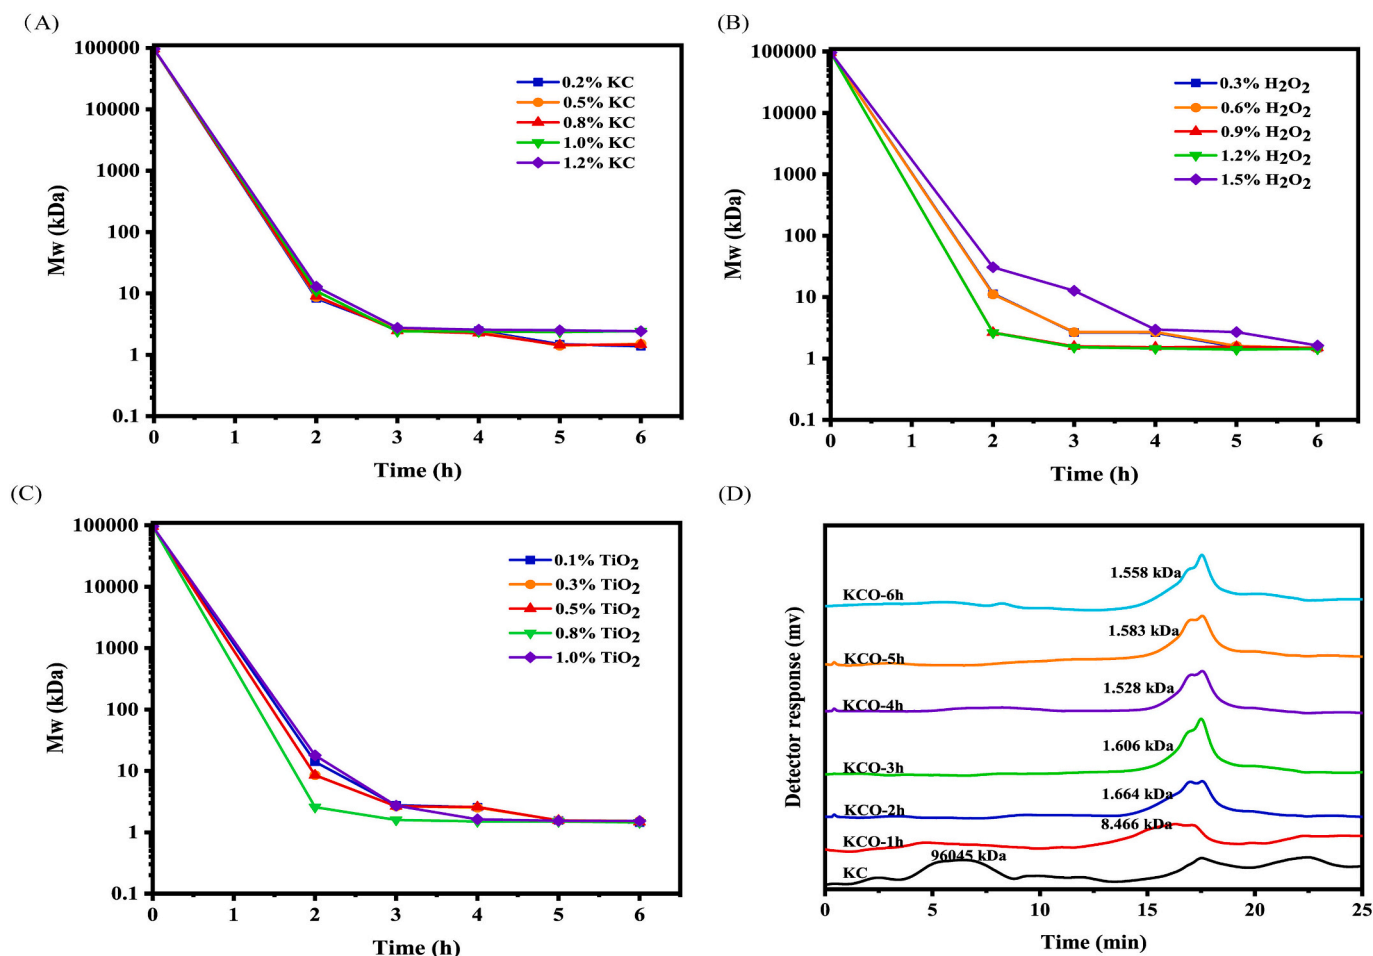 (A)
100000
10000
1000
100
10
1
0.1
Mw (kDa)
0.2% KC
0.5% KC
0.8% KC
1.0% KC
1.2% KC
0 1 2 3 4 5 6
Time (h)
(B)
100000
10000
1000
100
10
1
0.1
Mw (kDa)
0.3% H2O2
0.6% H2O2
0.9% H2O2
1.2% H2O2
1.5% H2O2
0 1 2 3 4 5 6
Time (h)
(C)
100000
10000
1000
100
10
1
0.1
Mw (kDa)
0.1% TiO2
0.3% TiO2
0.5% TiO2
0.8% TiO2
1.0% TiO2
0 1 2 3 4 5 6
Time (h)
(D)
Detector response (mv)
KCO-6h 1.558 kDa
KCO-5h 1.583 kDa
KCO-4h 1.528 kDa
KCO-3h 1.606 kDa
KCO-2h 1.664 kDa
KCO-1h 8.466 kDa
KC 96045 kDa
0 5 10 15 20 25
Time (min)